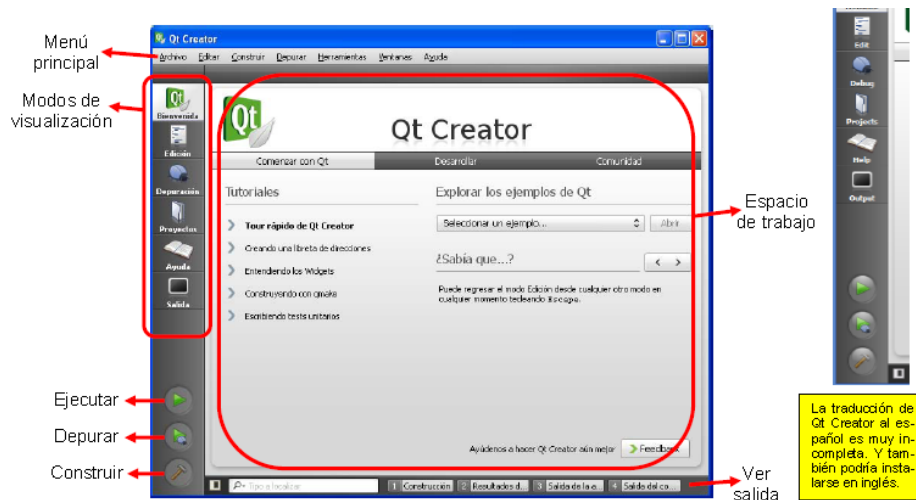 Menú
principal
Modos de
visualización
Ejecutar
Depurar
Construir
Qt Creator
Archivo Editar Construir Depurar Herramientas Ventanas Ayuda
Bienvenida
Edición
Depuración
Proyectos
Ayuda
Salida
Qt
Qt
Qt Creator
Comenzar con Qt Desarrollar Comunidad
Tutoriales
Tour rápido de Qt Creator
Creando una libreta de direcciones
Entendiendo los Widgets
Construyendo con qmake
Escribiendo tests unitarios
Explorar los ejemplos de Qt
Seleccionar un ejemplo... Abrir
¿Sabía que...?
Puede regresar el modo Edición desde cualquier otro modo en
cualquier momento tecleando Escape.
Ayúdenos a hacer Qt Creator aún mejor Feedback
Tipo a localizar
1 Construcción 2 Resultados d... 3 Salida de la a... 4 Salida del co...
Espacio
de trabajo
Ver
salida
Edit
Debug
Projects
Help
Output
La traducción de
Qt Creator al es-
pañol es muy in-
completa. Y tam-
bién podría insta-
larse en inglés.